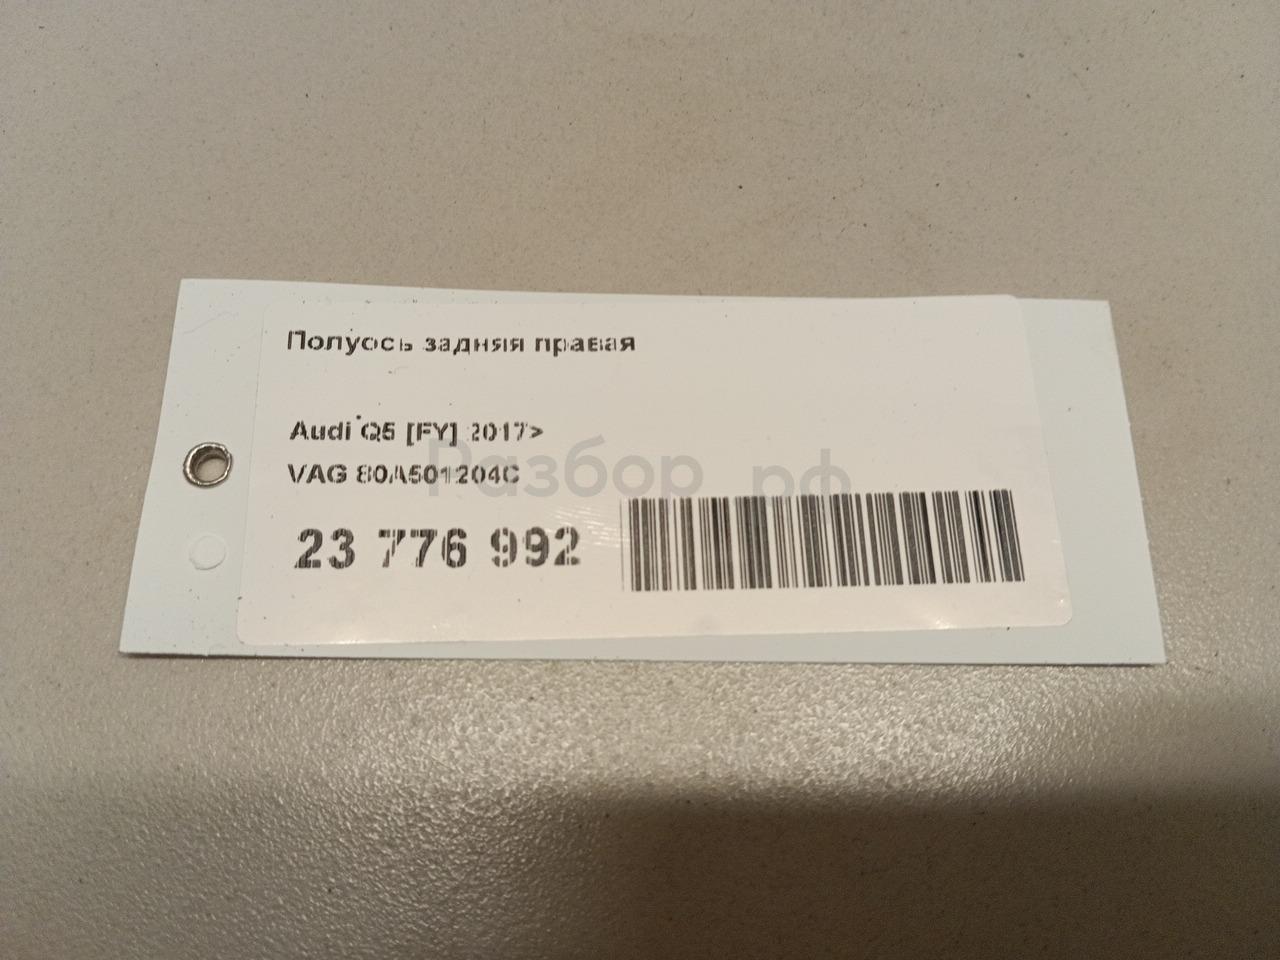 Полуось задняя правая
Audi Q5 [FY] 2017>
VAG 80A501204C
Разбор рф
23 776 992